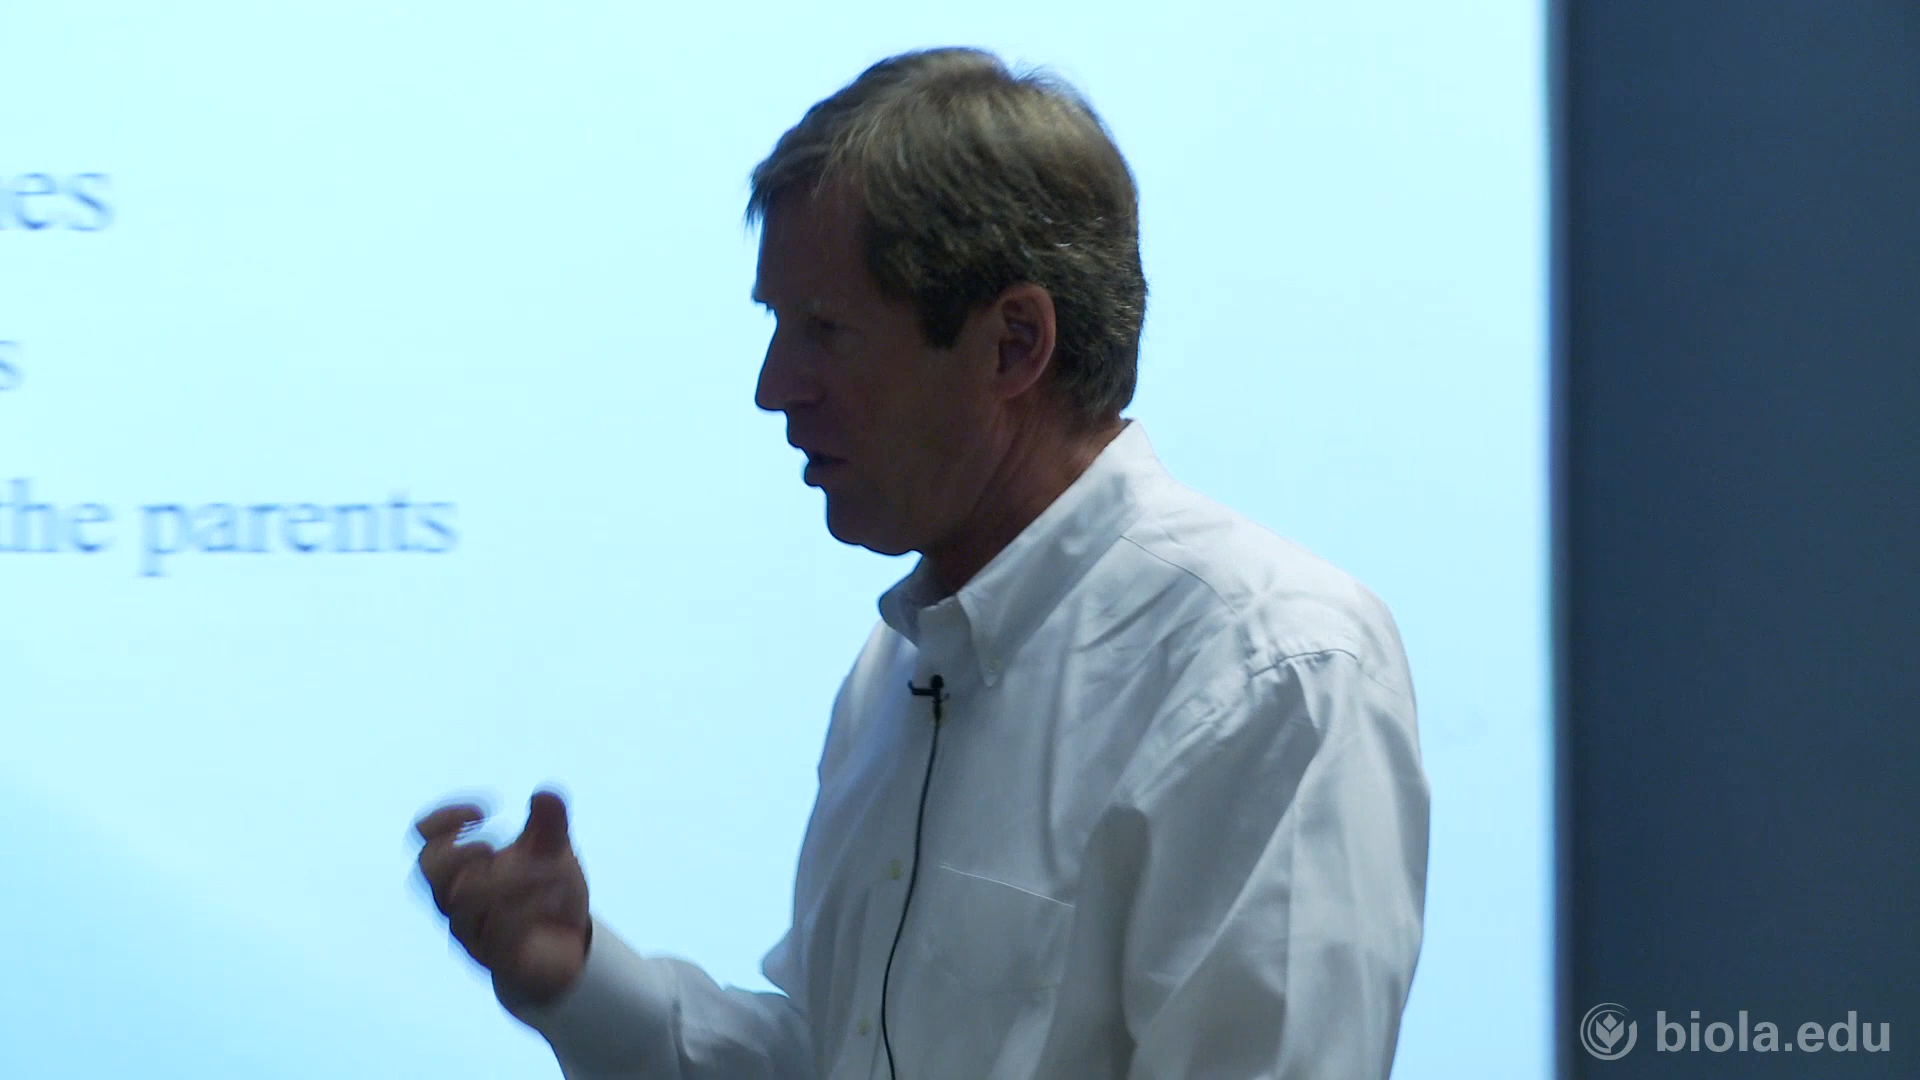 es
s
the parents
biola.edu